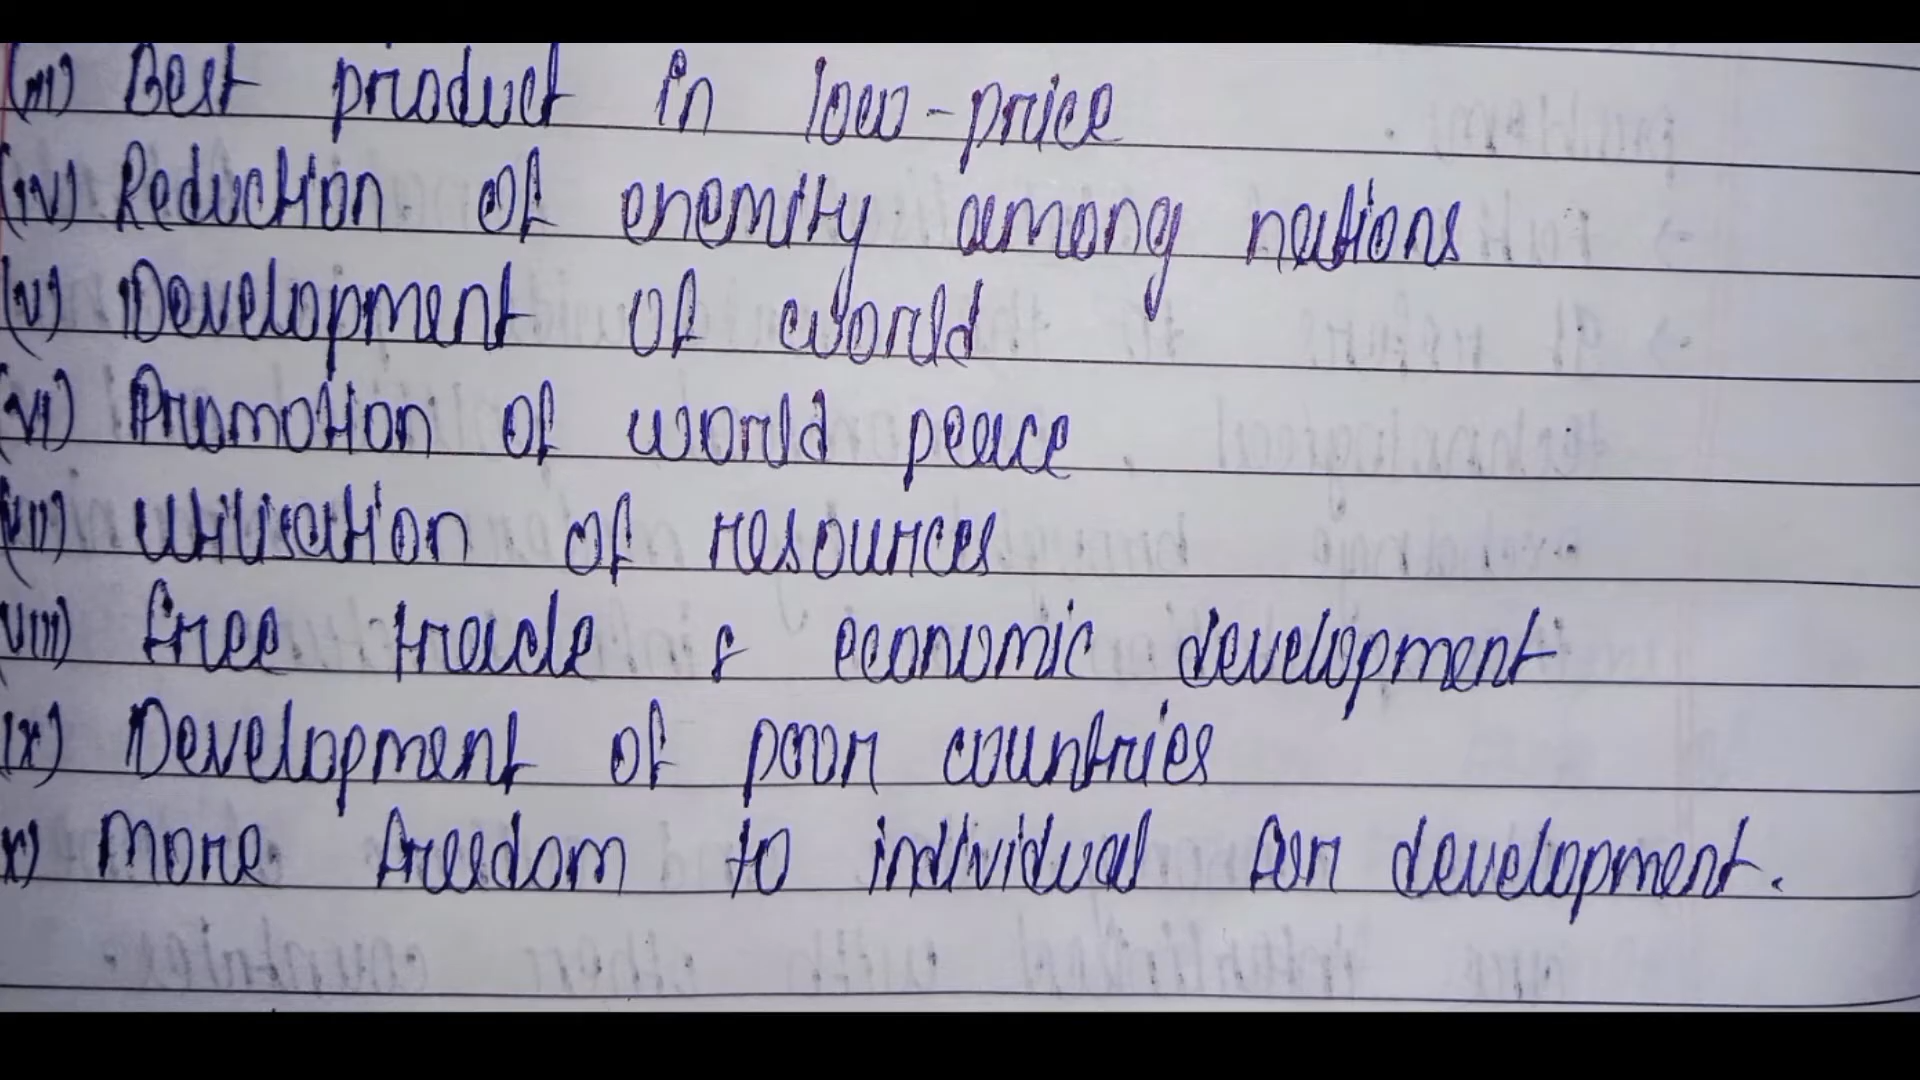 (iii) Best product in low-price
(iv) Reduction of enemity among nations
(v) Development of world
(vi) Promotion of world peace
(vii) Utilisation of resources
(viii) free trade & economic development
(ix) Development of poor countries
(x) More freedom to individual for development.